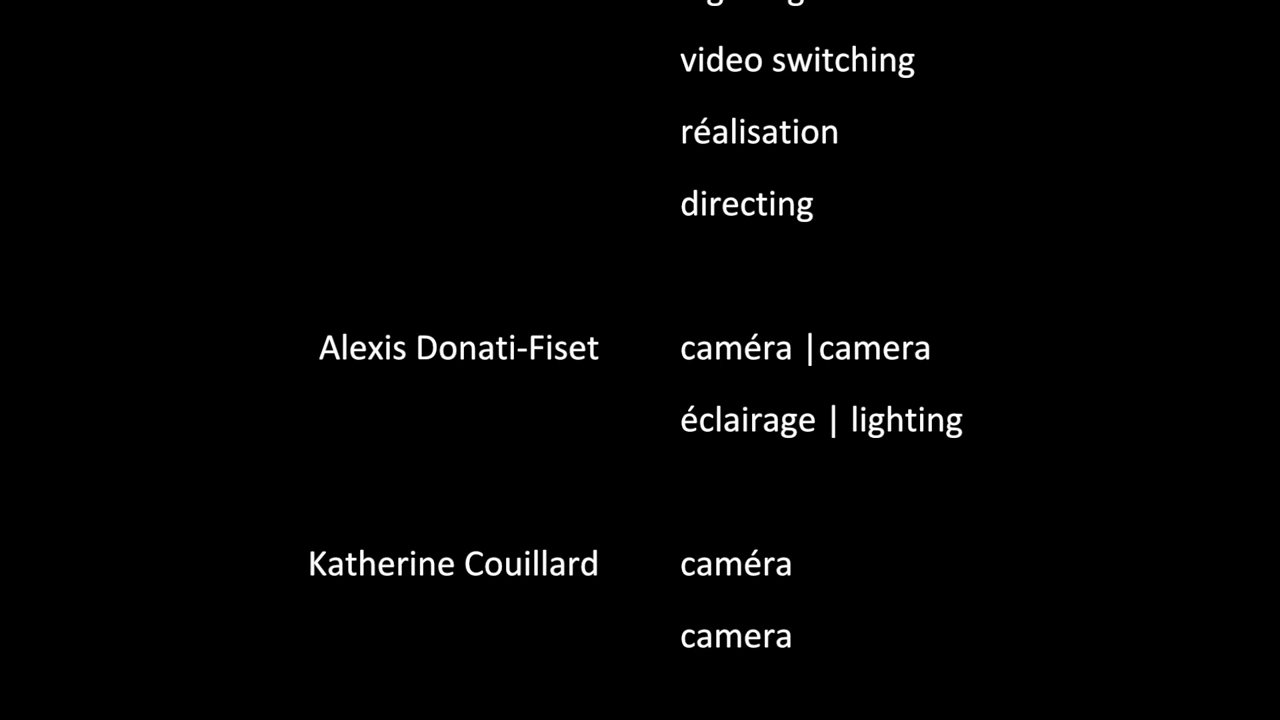 video switching
réalisation
directing
Alexis Donati-Fiset caméra |camera
éclairage | lighting
Katherine Couillard caméra
camera